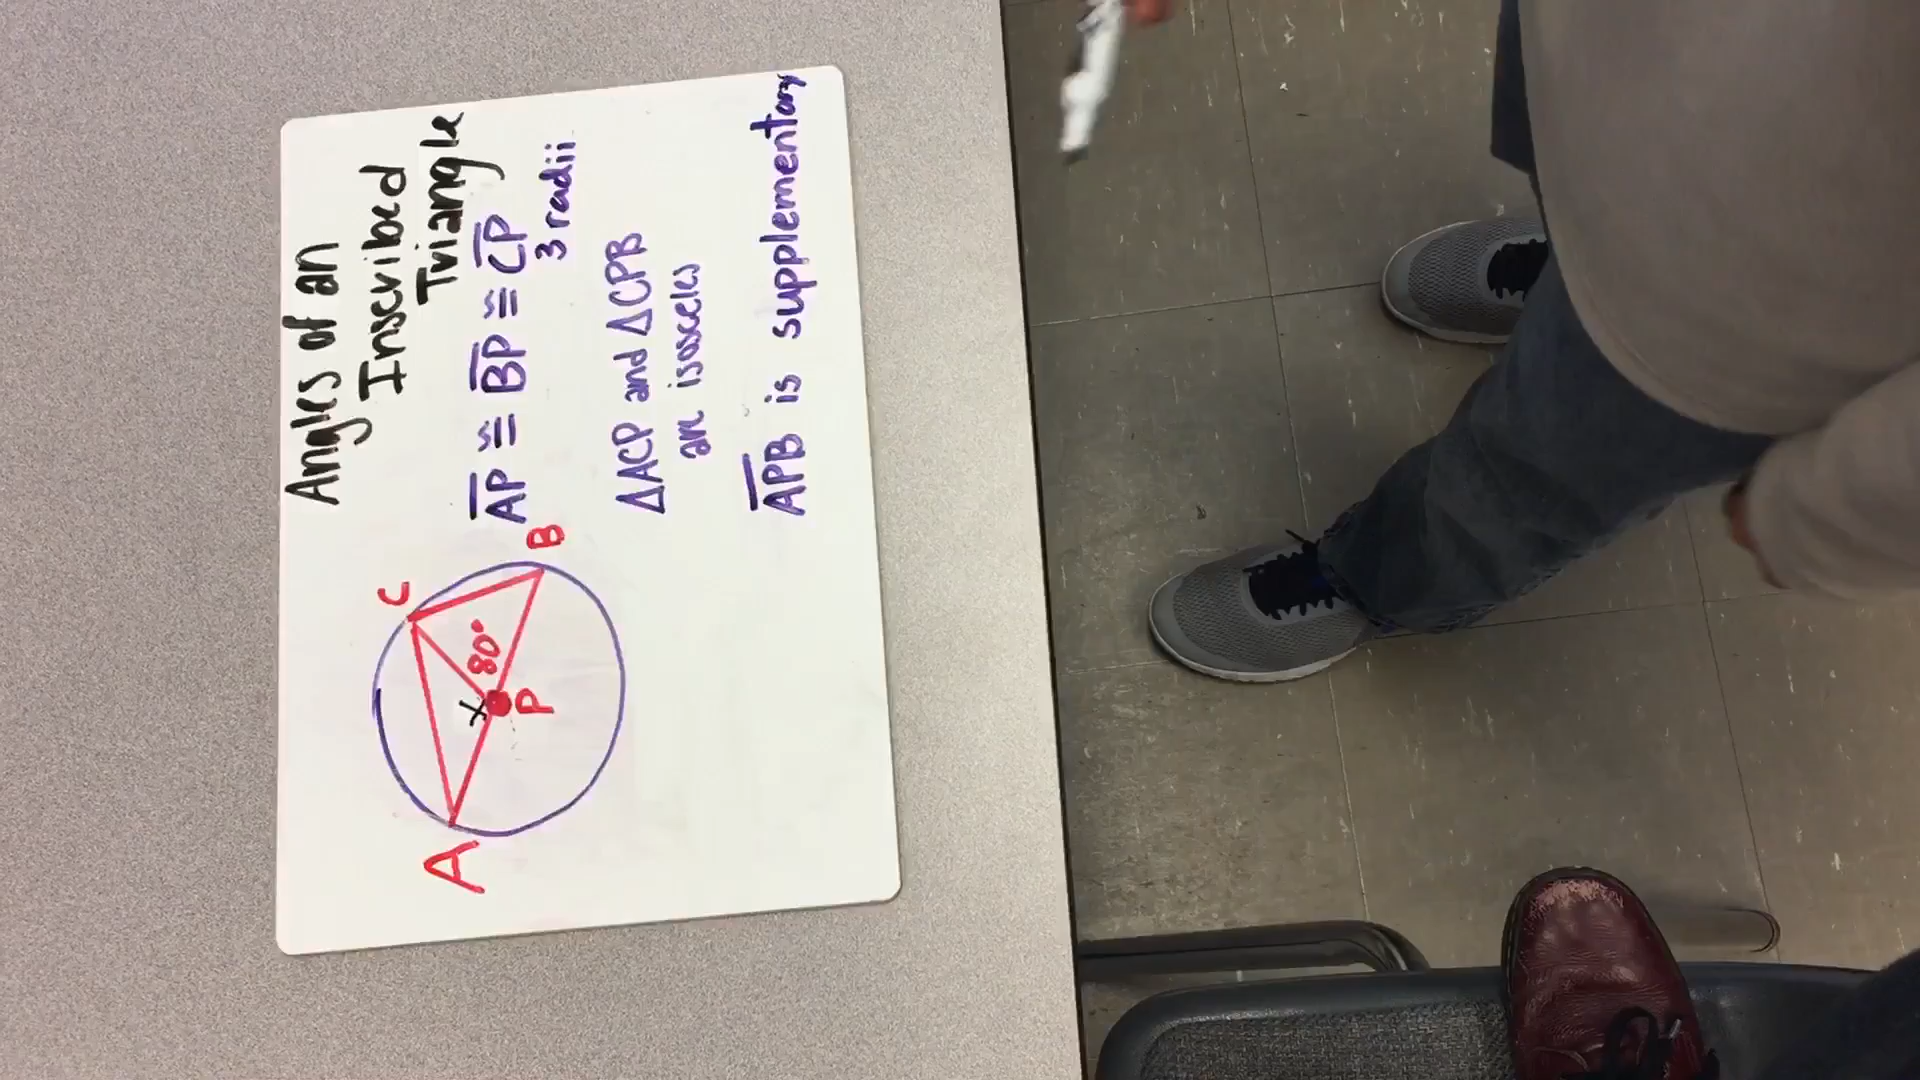 Angles of an
Inscribed
Triangle
AP ≅ BP ≅ CP
3 radii
ΔACP and ΔCPB
are isosceles
APB is supplementary
C
B
80°
x
P
A